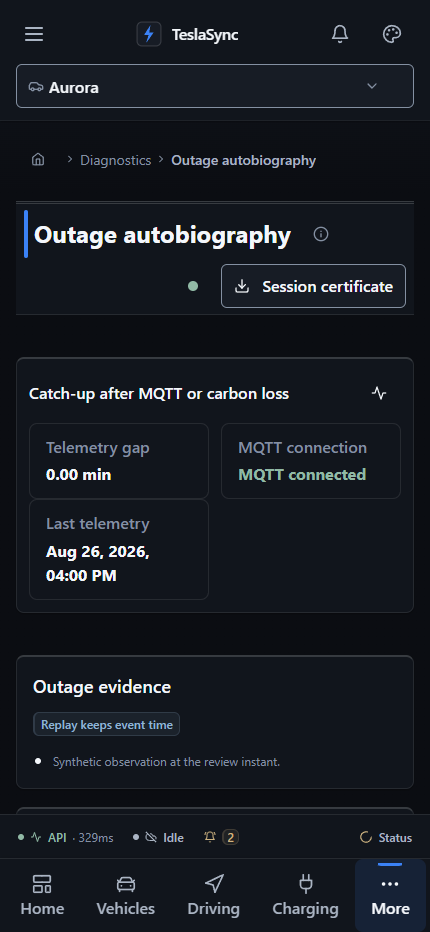 TeslaSync
Aurora
Diagnostics
Outage autobiography
Outage autobiography
Session certificate
Catch-up after MQTT or carbon loss
Telemetry gap
0.00 min
MQTT connection
MQTT connected
Last telemetry
Aug 26, 2026,
04:00 PM
Outage evidence
Replay keeps event time
Synthetic observation at the review instant.
API · 329ms
Idle
2
Status
Home
Vehicles
Driving
Charging
More